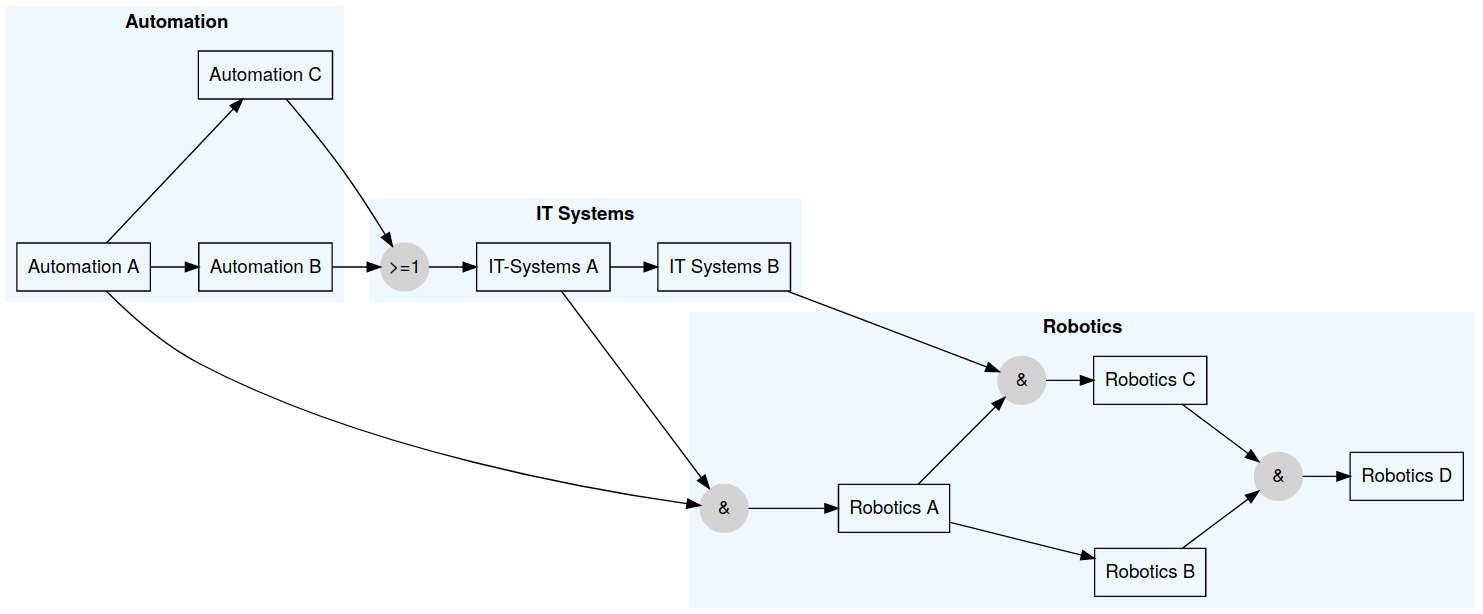 Automation
Automation C
IT Systems
Automation A
Automation B
>=1
IT-Systems A
IT Systems B
Robotics
&
Robotics C
&
Robotics D
&
Robotics A
Robotics B